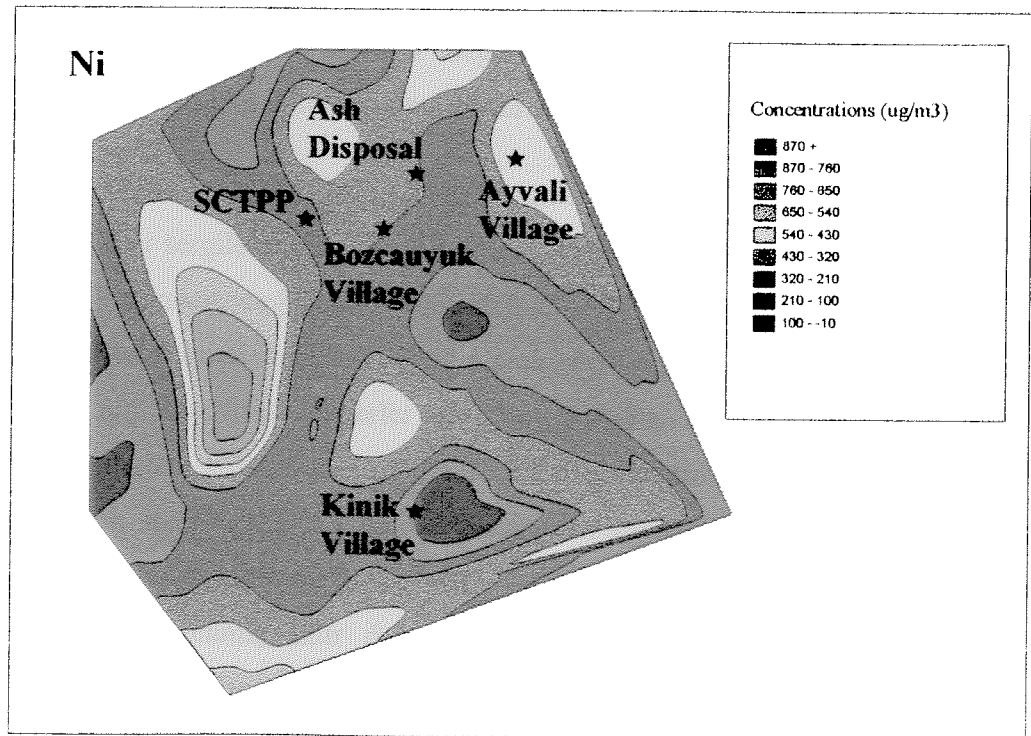 Ni
Ash
Disposal
SCTPP
Ayvali
Village
Bozcauyuk
Village
Kinik
Village
Concentrations (ug/m3)
870 +
870 - 760
760 - 650
650 - 540
540 - 430
430 - 320
320 - 210
210 - 100
100 - -10